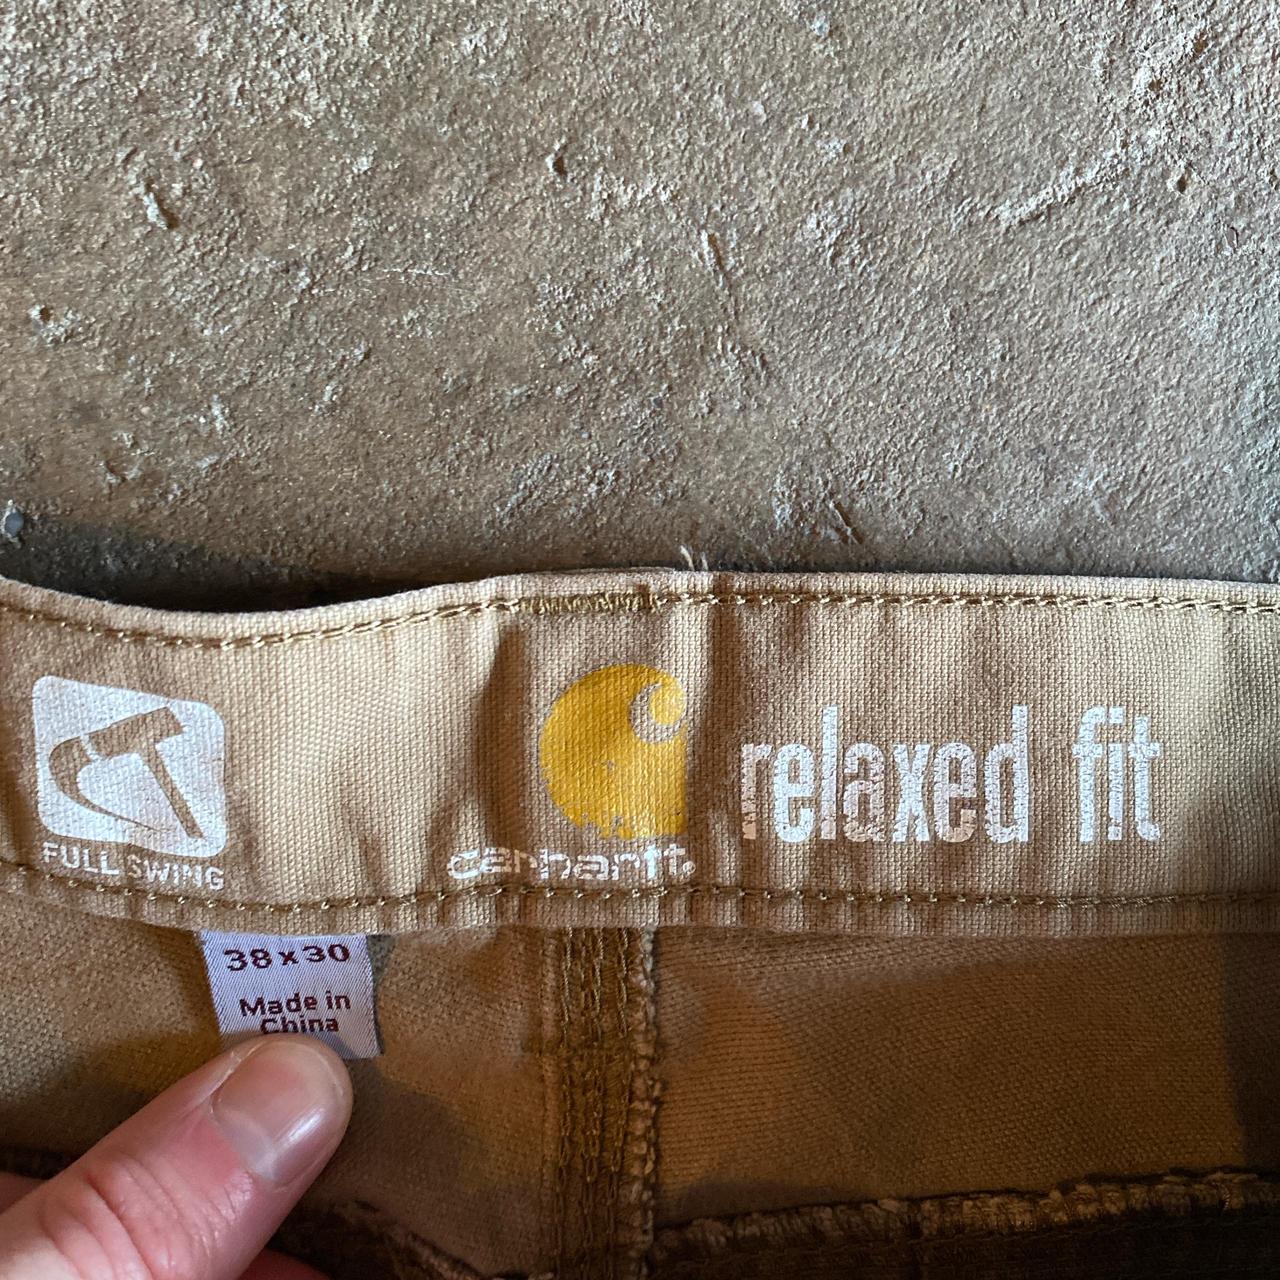 FULL SWING
carhartt®
relaxed fit
38 x 30
Made in
China